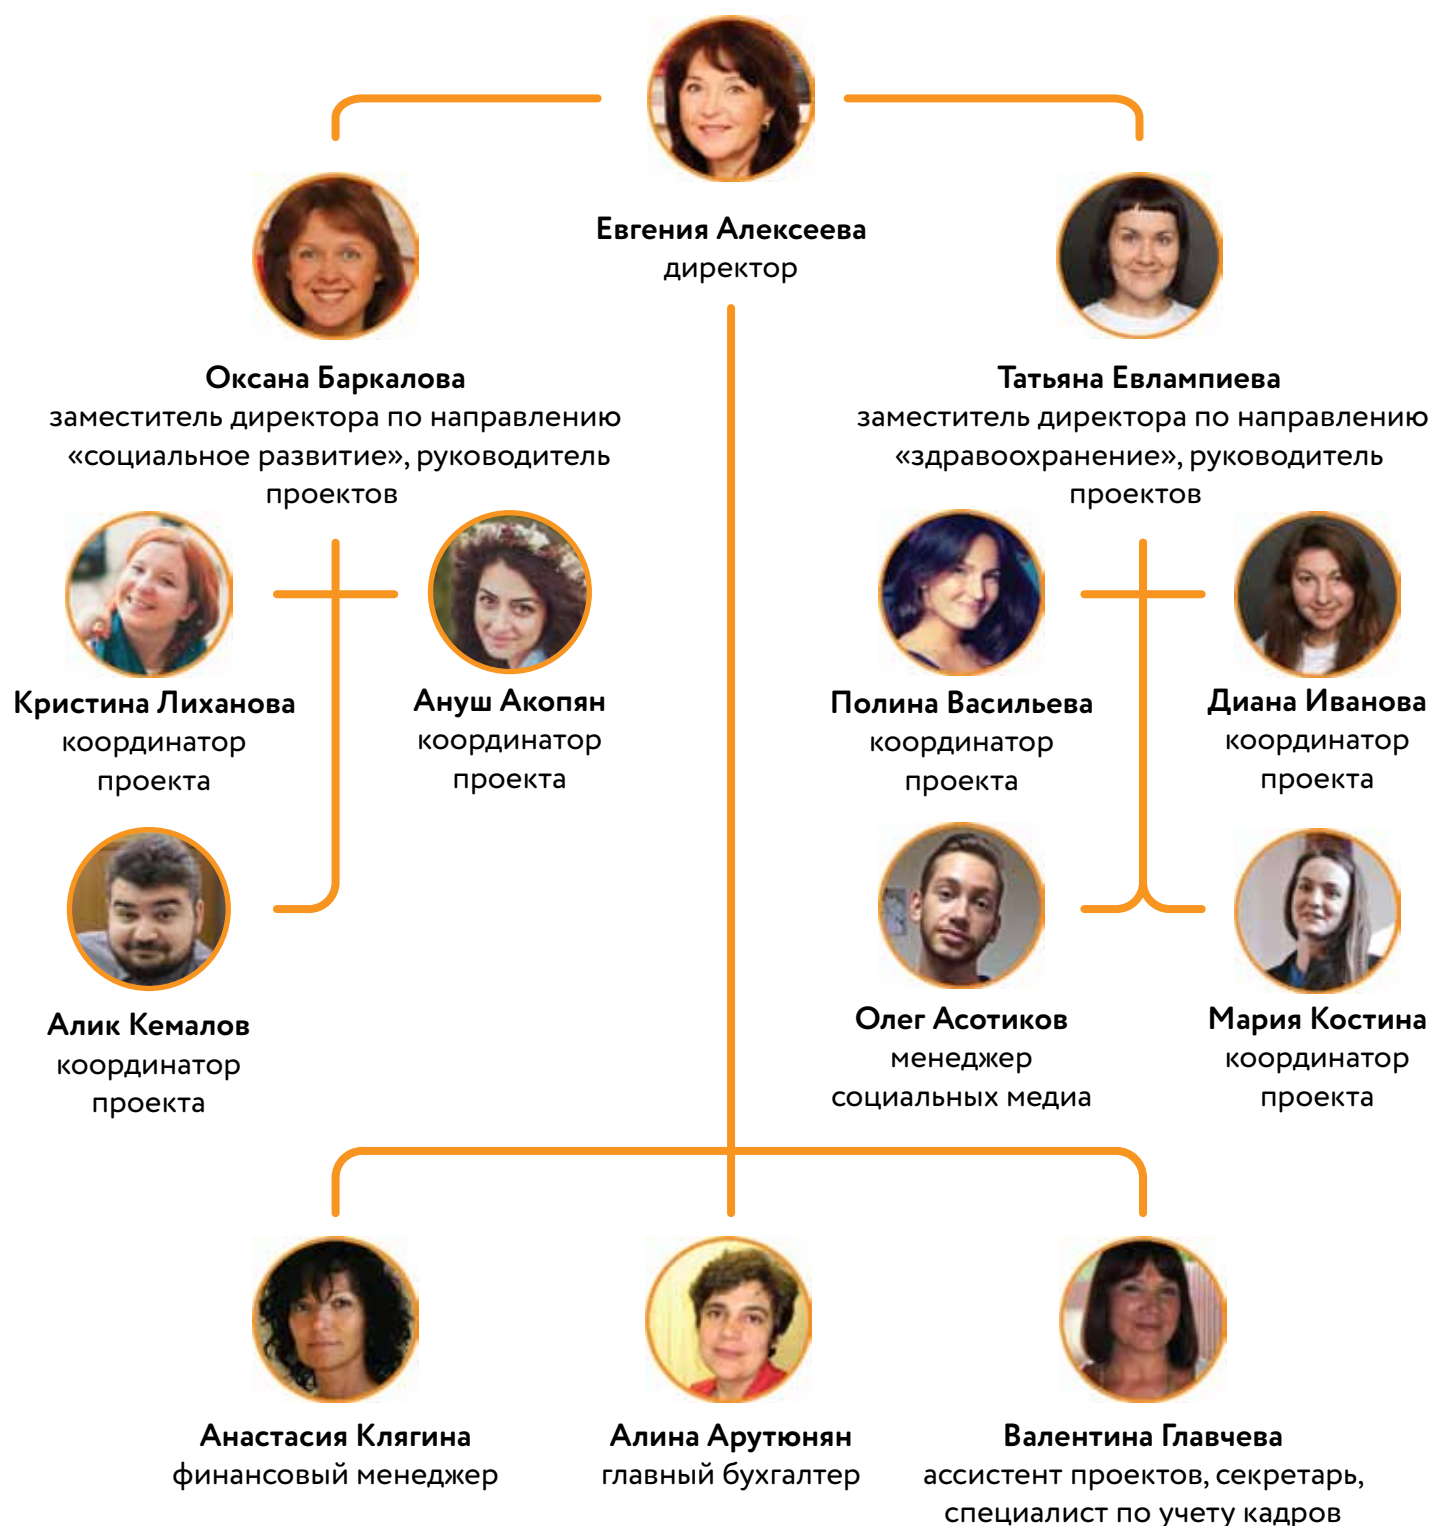 Евгения Алексеева
директор
Оксана Баркалова
заместитель директора по направлению
«социальное развитие», руководитель
проектов
Татьяна Евлампиева
заместитель директора по направлению
«здравоохранение», руководитель
проектов
Кристина Лиханова
координатор
проекта
Ануш Акопян
координатор
проекта
Полина Васильева
координатор
проекта
Диана Иванова
координатор
проекта
Алик Кемалов
координатор
проекта
Олег Асотиков
менеджер
социальных медиа
Мария Костина
координатор
проекта
Анастасия Клягина
финансовый менеджер
Алина Арутюнян
главный бухгалтер
Валентина Главчева
ассистент проектов, секретарь,
специалист по учету кадров